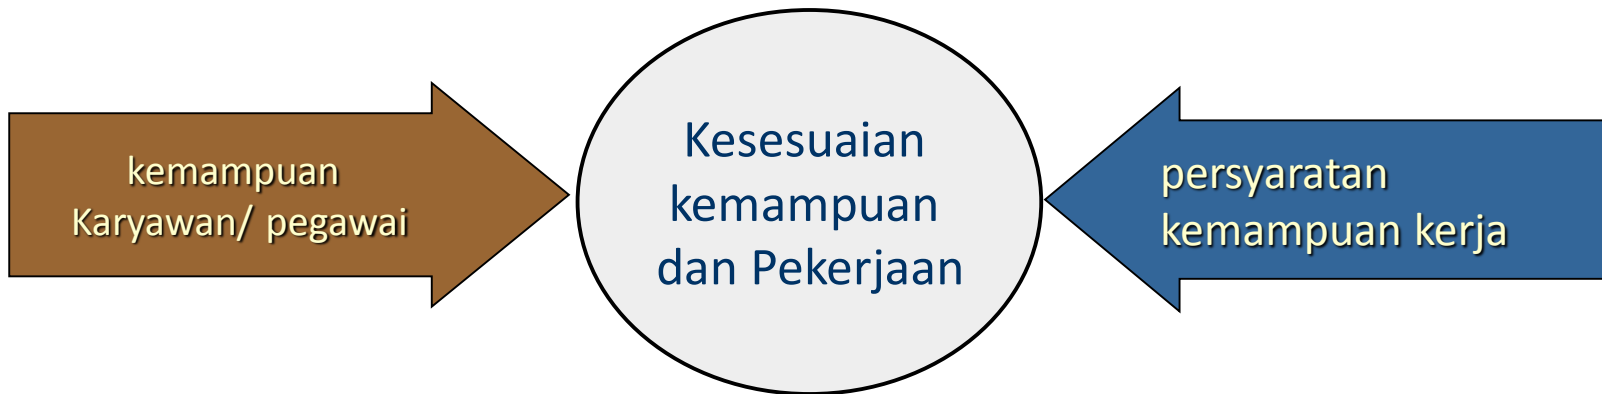 kemampuan
Karyawan/ pegawai
Kesesuaian
kemampuan
dan Pekerjaan
persyaratan
kemampuan kerja